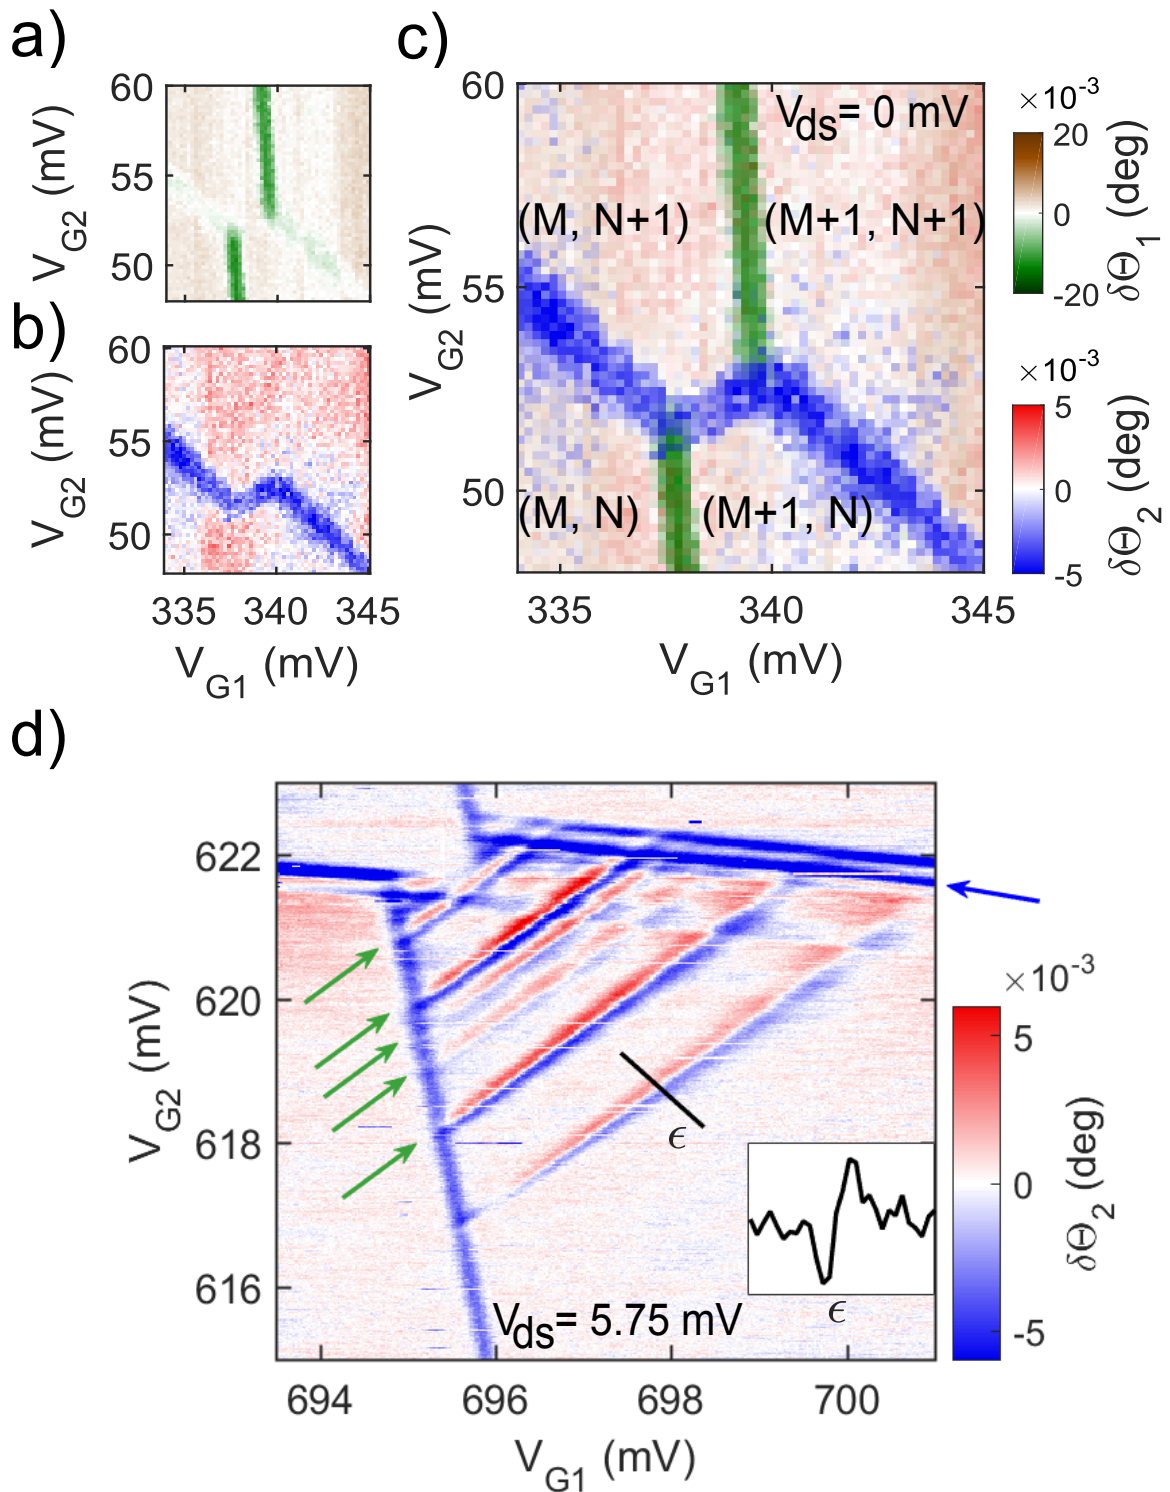 a)
60
55
50
V_G2 (mV)
b)
60
55
50
V_G2 (mV)
335 340 345
V_G1 (mV)
c)
60
55
50
V_G2 (mV)
V_ds = 0 mV
(M, N+1) (M+1, N+1)
(M, N) (M+1, N)
335 340 345
V_G1 (mV)
×10^-3
20
0
-20
δΘ_1 (deg)
×10^-3
5
0
-5
δΘ_2 (deg)
d)
622
620
618
616
V_G2 (mV)
ϵ
ϵ
V_ds = 5.75 mV
694 696 698 700
V_G1 (mV)
×10^-3
5
0
-5
δΘ_2 (deg)